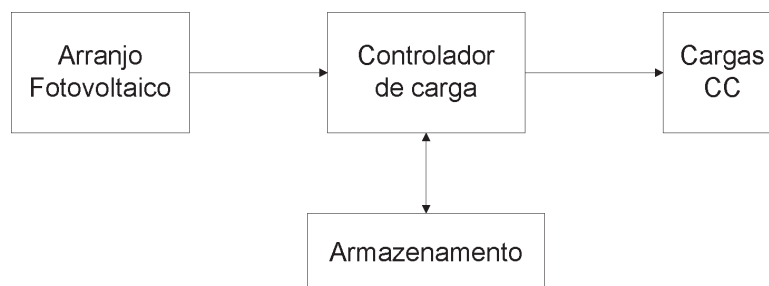 Arranjo
Fotovoltaico
Controlador
de carga
Cargas
CC
Armazenamento